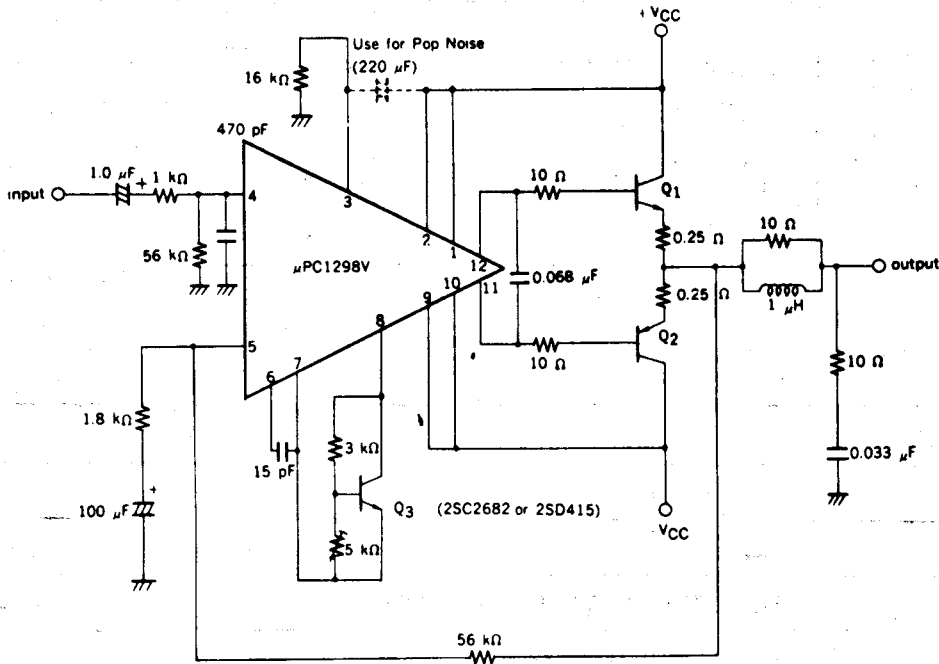 + VCC
Use for Pop Noise
(220 μF)
16 kΩ
470 pF
1.0 μF
+
1 kΩ
input
4
3
10 Ω
Q1
56 kΩ
μPC1298V
2
1
12
0.25 Ω
10 Ω
output
0.068 μF
11
10
9
0.25 Ω
1 μH
8
Q2
5
10 Ω
7
6
10 Ω
1.8 kΩ
3 kΩ
15 pF
0.033 μF
+
100 μF
Q3
(2SC2682 or 2SD415)
5 kΩ
VCC
56 kΩ